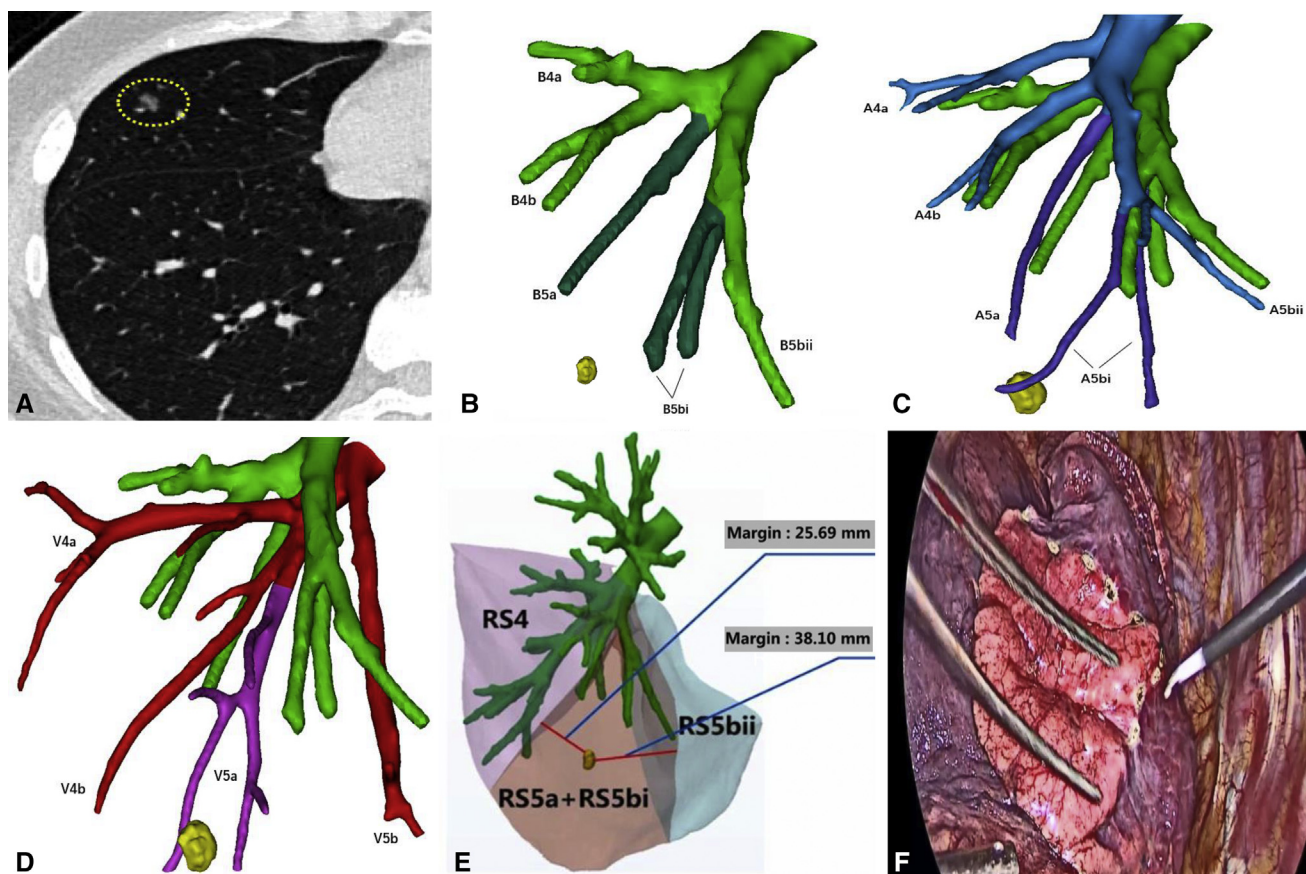 A
B4a
B4b
B5a
B5bi
B5bii
B
A4a
A4b
A5a
A5bi
A5bii
C
V4a
V4b
V5a
V5b
D
Margin : 25.69 mm
Margin : 38.10 mm
RS4
RS5bii
RS5a+RS5bi
E
F